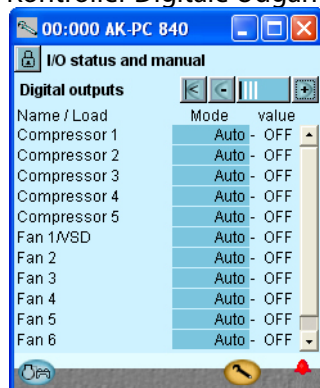 Kontroller Digitale Udgan
00:000 AK-PC 840
I/O status and manual
Digital outputs
Name / Load Mode value
Compressor 1 Auto - OFF
Compressor 2 Auto - OFF
Compressor 3 Auto - OFF
Compressor 4 Auto - OFF
Compressor 5 Auto - OFF
Fan 1/VSD Auto - OFF
Fan 2 Auto - OFF
Fan 3 Auto - OFF
Fan 4 Auto - OFF
Fan 5 Auto - OFF
Fan 6 Auto - OFF